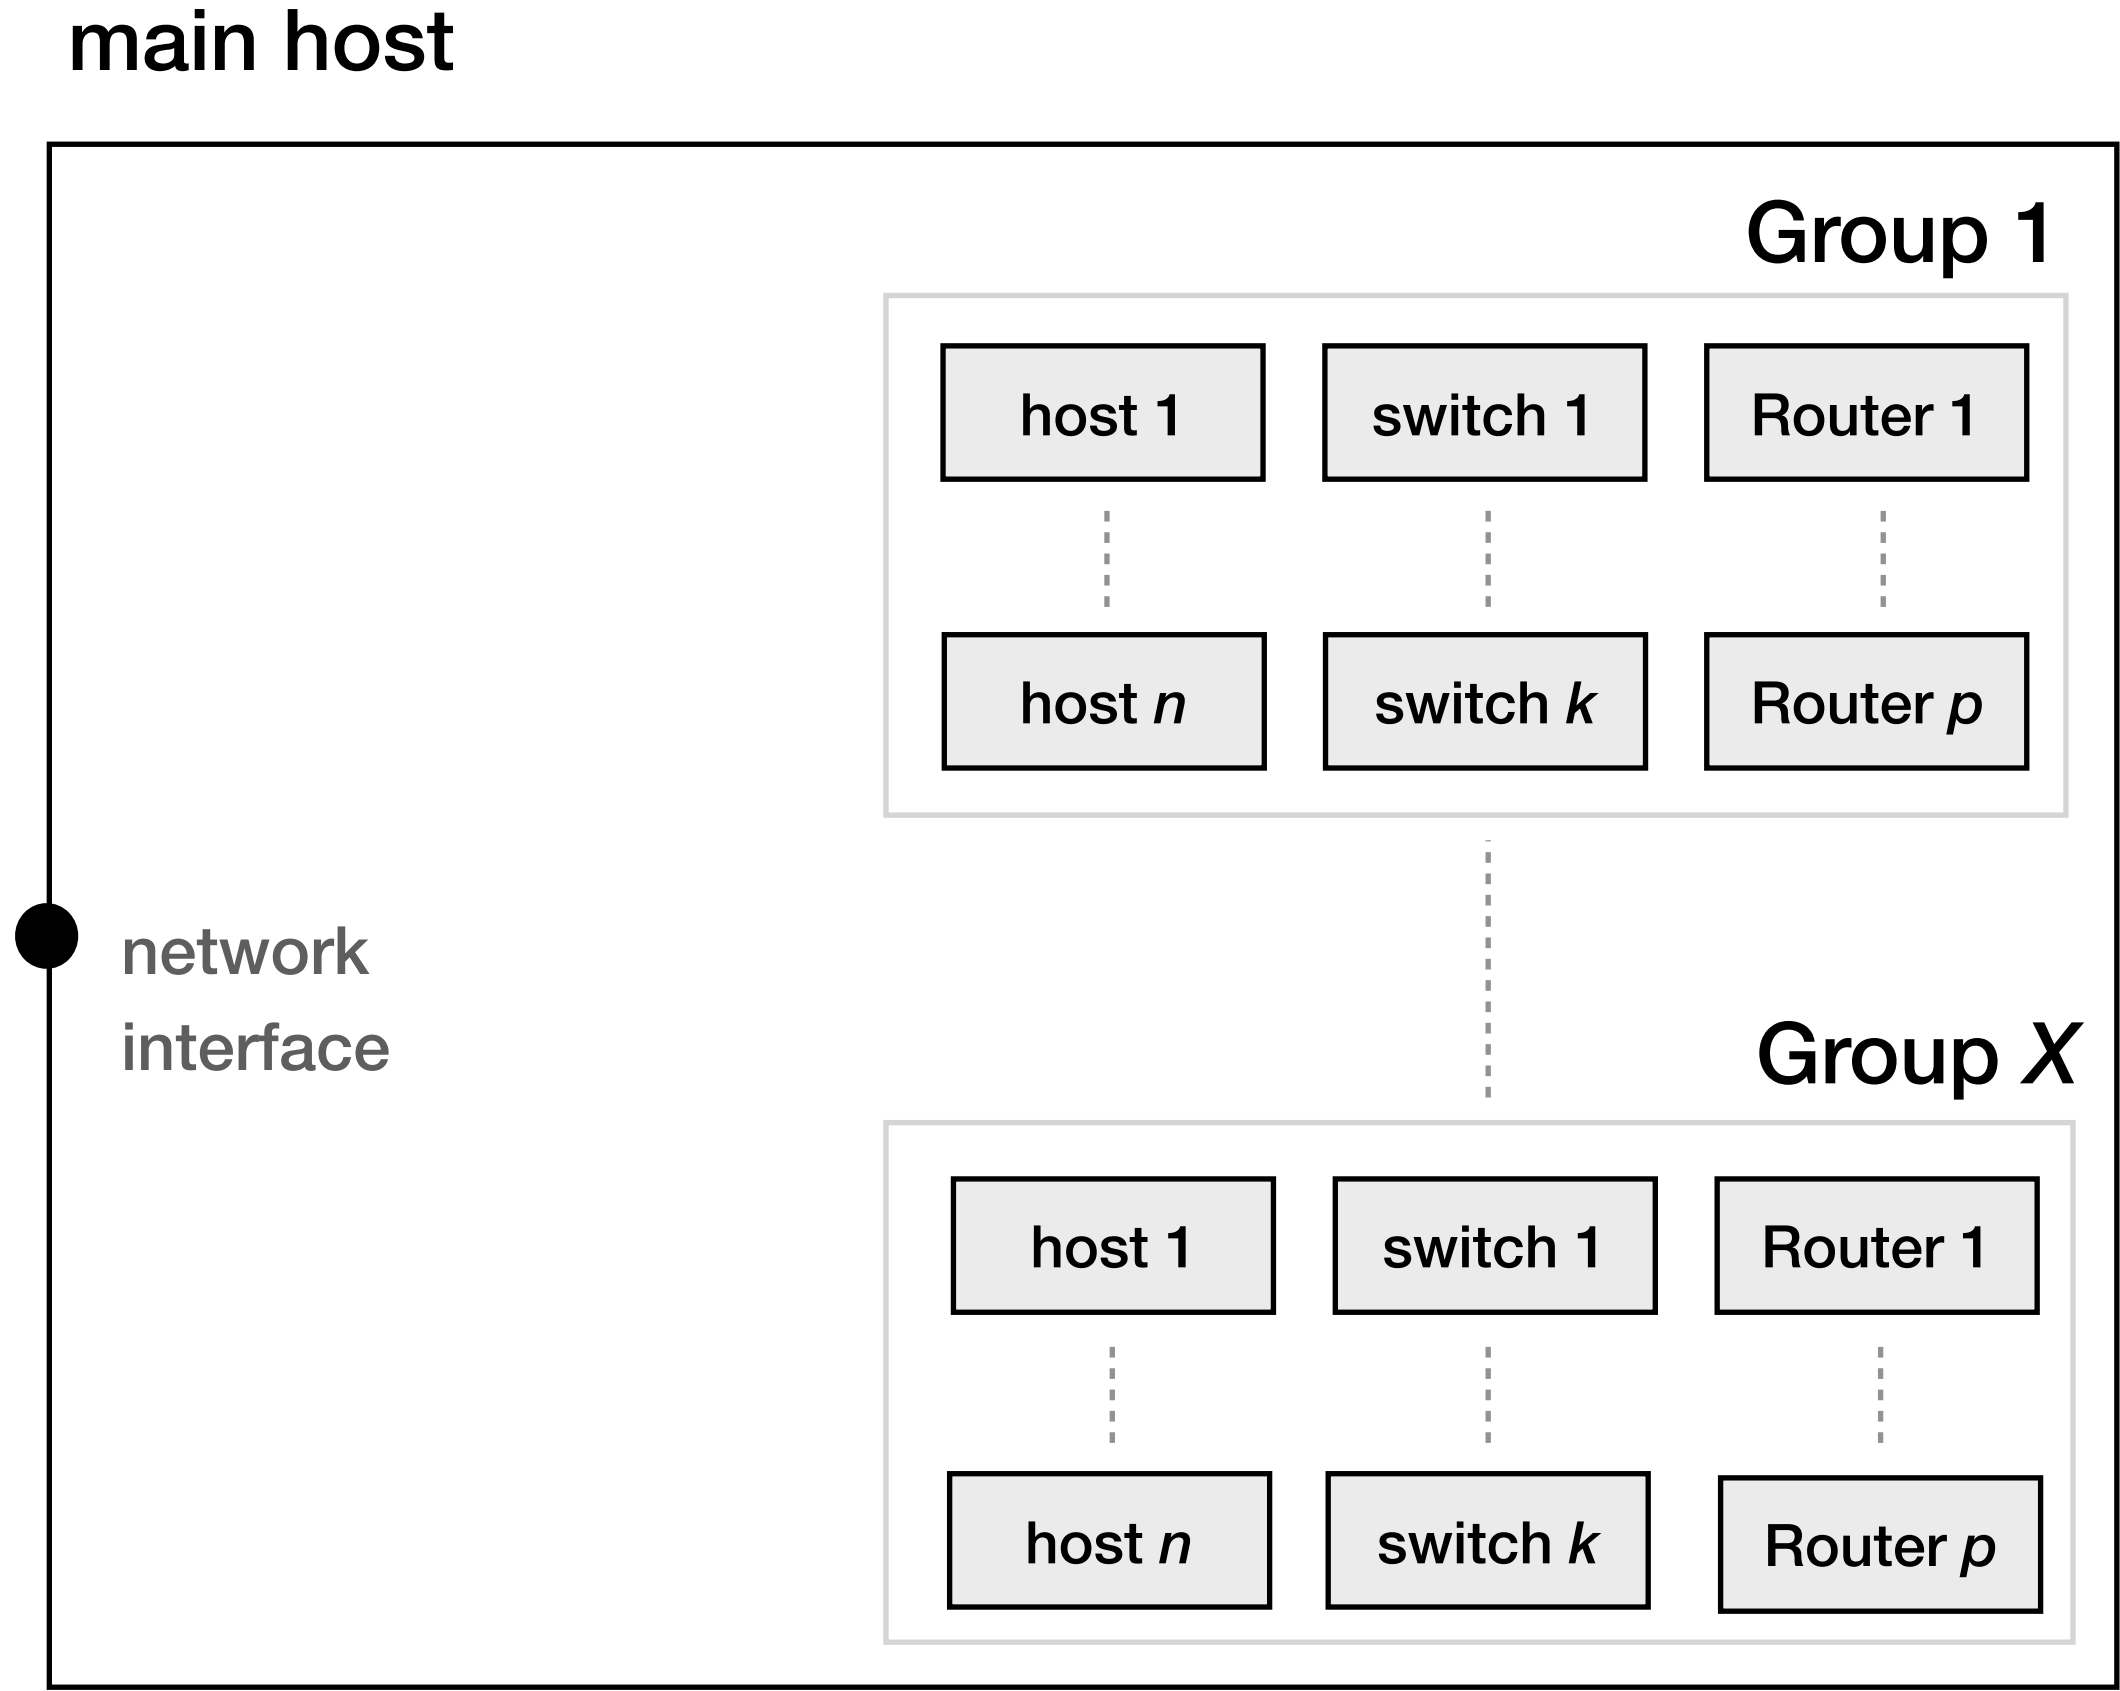 main host
Group 1
host 1
switch 1
Router 1
host n
switch k
Router p
network
interface
Group X
host 1
switch 1
Router 1
host n
switch k
Router p